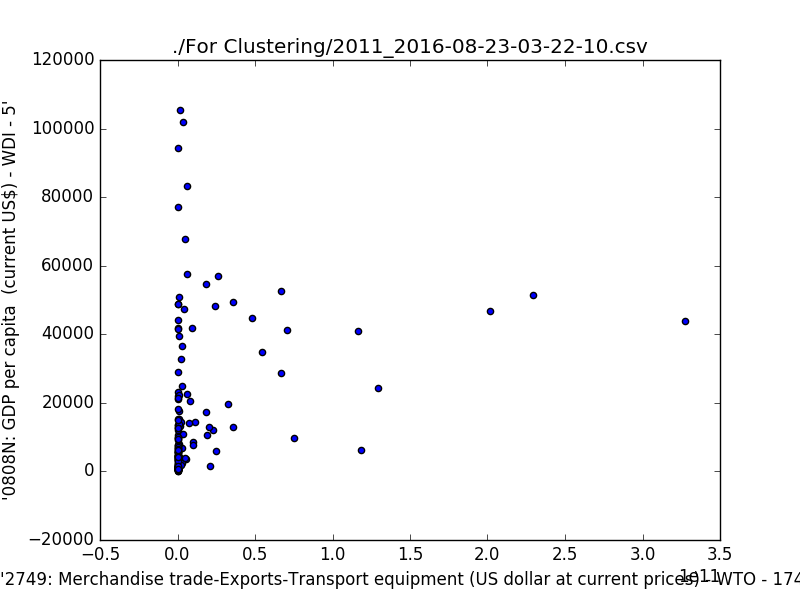 ./For Clustering/2011_2016-08-23-03-22-10.csv
120000
100000
80000
60000
40000
20000
0
−20000
'0808N: GDP per capita  (current US$) - WDI - 5'
−0.5 0.0 0.5 1.0 1.5 2.0 2.5 3.0 3.5
1e11
'2749: Merchandise trade-Exports-Transport equipment (US dollar at current prices) - WTO - 174